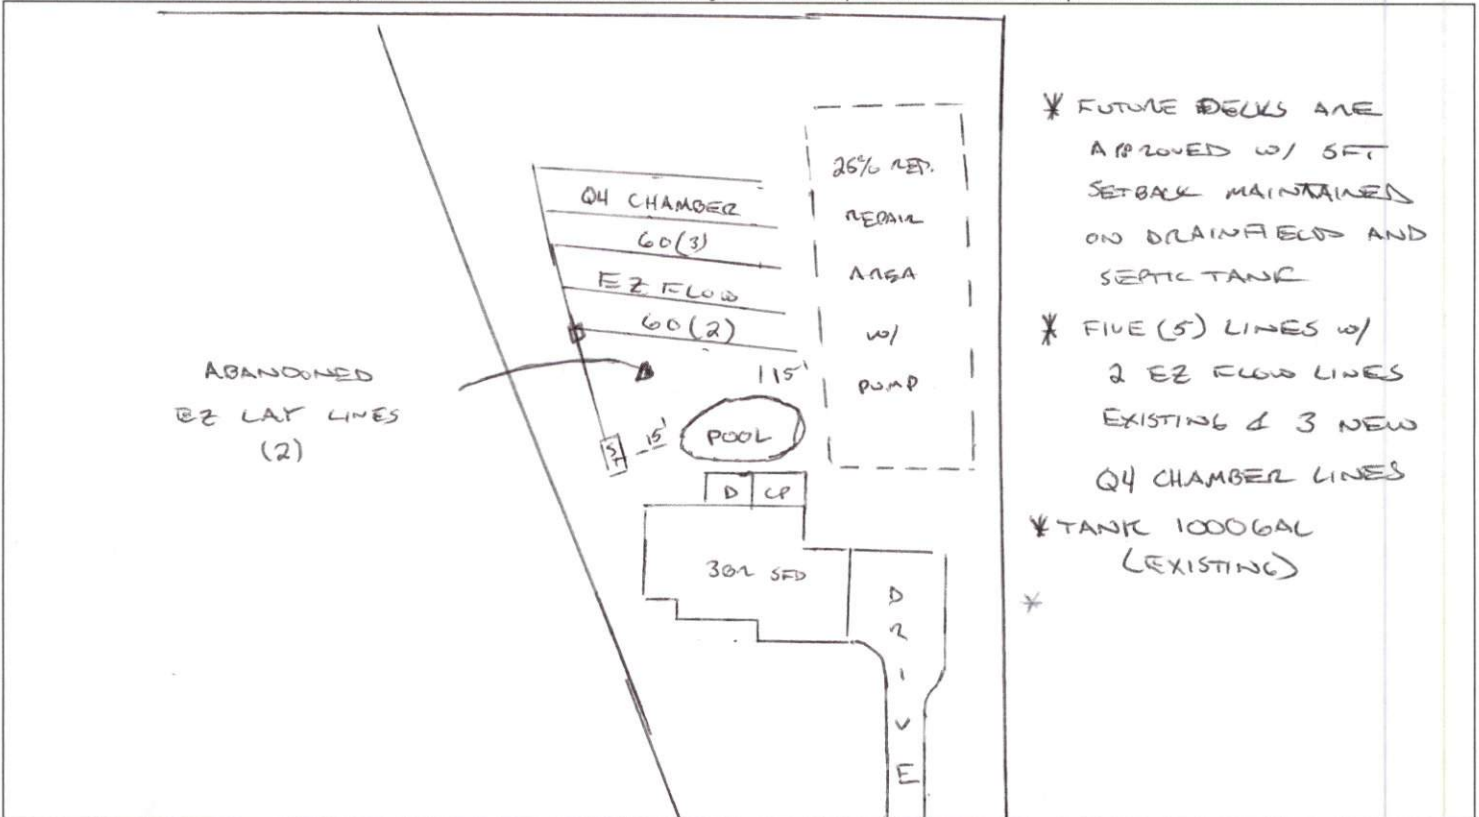 Q4 CHAMBER
60(3)
EZ FLOW
60(2)
25% REP.
REPAIR
AREA
W/
PUMP
ABANDONED
EZ LAY LINES
(2)
15'
15'
POOL
ST
D
CP
3BR SFD
D
R
I
V
E
* FUTURE DECKS ARE
APPROVED W/ 5FT
SETBACK MAINTAINED
ON DRAINFIELD AND
SEPTIC TANK
* FIVE (5) LINES W/
2 EZ FLOW LINES
EXISTING & 3 NEW
Q4 CHAMBER LINES
* TANK 1000GAL
(EXISTING)
*